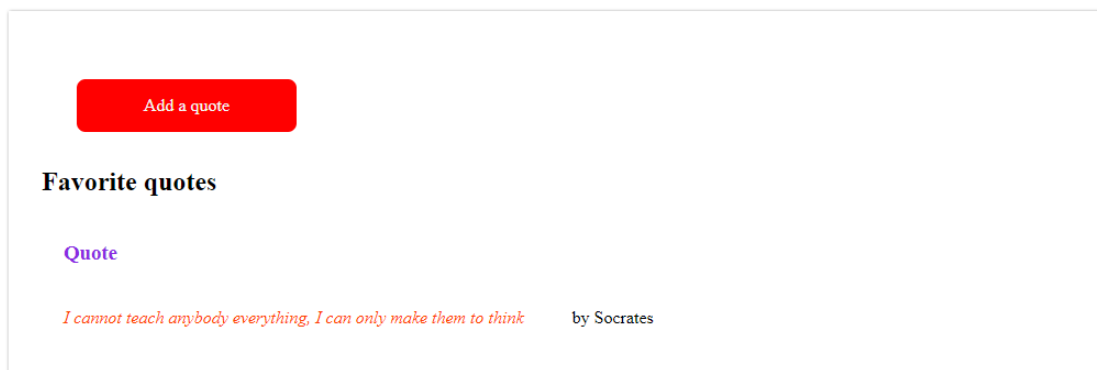 Add a quote
Favorite quotes
Quote
I cannot teach anybody everything, I can only make them to think by Socrates